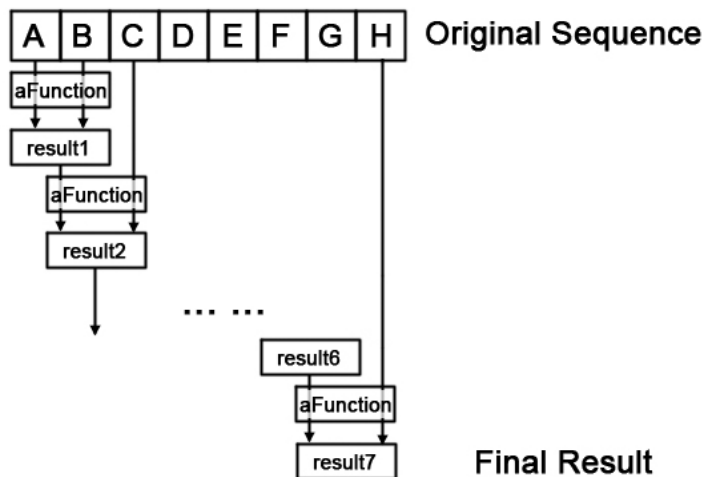 A B C D E F G H Original Sequence
aFunction
result1
aFunction
result2
... ...
result6
aFunction
result7 Final Result